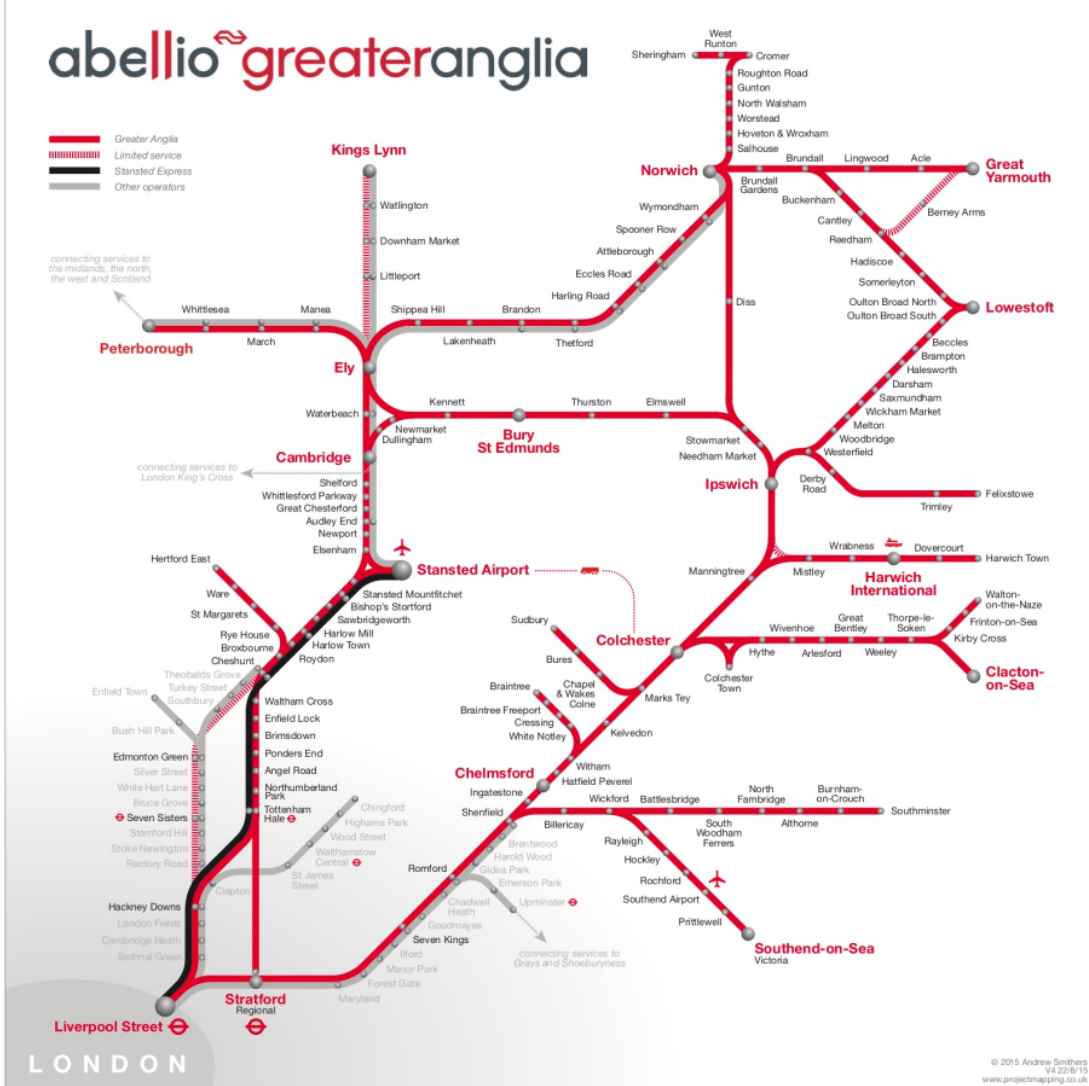 abellio greateranglia
Greater Anglia
Limited service
Stansted Express
Other operators
West
Runton
Sheringham
Cromer
Roughton Road
Gunton
North Walsham
Worstead
Hoveton & Wroxham
Salhouse
Norwich
Brundall
Gardens
Brundall
Lingwood
Acle
Great
Yarmouth
Buckenham
Cantley
Reedham
Berney Arms
Hadiscoe
Somerleyton
Oulton Broad North
Oulton Broad South
Lowestoft
Beccles
Brampton
Halesworth
Darsham
Saxmundham
Wickham Market
Melton
Woodbridge
Westerfield
Derby
Road
Trimley
Felixstowe
Kings Lynn
Watlington
Downham Market
Littleport
Wymondham
Spooner Row
Attleborough
Eccles Road
Harling Road
Thetford
Brandon
Lakenheath
Shippea Hill
connecting services to
the midlands, the north,
the west and Scotland
Whittlesea
Manea
March
Peterborough
Ely
Diss
Waterbeach
Kennett
Newmarket
Dullingham
Bury
St Edmunds
Thurston
Elmswell
Stowmarket
Needham Market
Ipswich
Cambridge
connecting services to
London King's Cross
Shelford
Whittlesford Parkway
Great Chesterford
Audley End
Newport
Elsenham
Stansted Airport
Stansted Mountfitchet
Bishop's Stortford
Sawbridgeworth
Harlow Mill
Harlow Town
Roydon
Hertford East
Ware
St Margarets
Rye House
Broxbourne
Cheshunt
Theobalds Grove
Turkey Street
Southbury
Enfield Town
Bush Hill Park
Edmonton Green
Silver Street
White Hart Lane
Bruce Grove
Seven Sisters
Stamford Hill
Stoke Newington
Rectory Road
Waltham Cross
Enfield Lock
Brimsdown
Ponders End
Angel Road
Northumberland
Park
Tottenham
Hale
Chingford
Highams Park
Wood Street
Walthamstow
Central
St James
Street
Clapton
Hackney Downs
London Fields
Cambridge Heath
Bethnal Green
Liverpool Street
LONDON
Stratford
Regional
Maryland
Forest Gate
Manor Park
Ilford
Seven Kings
Goodmayes
Chadwell
Heath
Romford
Gidea Park
Harold Wood
Brentwood
Emerson Park
Upminster
connecting services to
Grays and Shoeburyness
Shenfield
Ingatestone
Chelmsford
Hatfield Peverel
Witham
White Notley
Cressing
Braintree Freeport
Braintree
Kelvedon
Marks Tey
Chapel
& Wakes
Colne
Bures
Sudbury
Colchester
Colchester
Town
Hythe
Wivenhoe
Arlesford
Great
Bentley
Weeley
Thorpe-le-
Soken
Kirby Cross
Frinton-on-Sea
Walton-
on-the-Naze
Clacton-
on-Sea
Manningtree
Mistley
Wrabness
Harwich
International
Dovercourt
Harwich Town
Billericay
Wickford
Battlesbridge
South
Woodham
Ferrers
North
Fambridge
Althorne
Burnham-
on-Crouch
Southminster
Rayleigh
Hockley
Rochford
Southend Airport
Prittlewell
Southend-on-Sea
Victoria
© 2015 Andrew Smithers
V4 22/8/15
www.projectmapping.co.uk